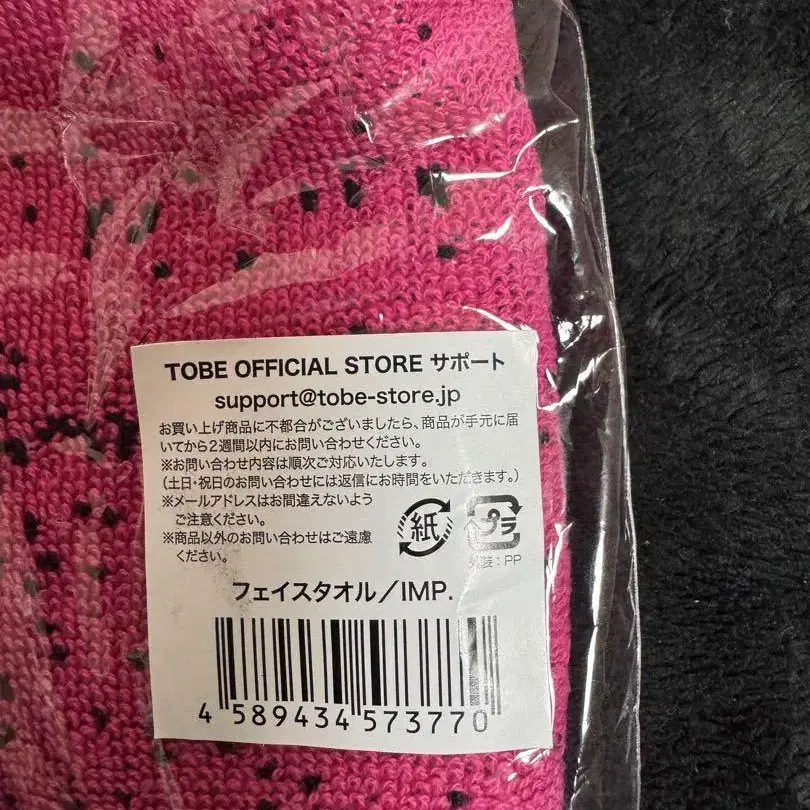 TOBE OFFICIAL STORE サポート
support@tobe-store.jp
お買い上げ商品に不都合がございましたら、商品が手元に届
いてから2週間以内にお問い合わせください。
※お問い合わせ内容は順次ご対応いたします。
(土日・祝日のお問い合わせには返信にお時間をいただきます。)
※メールアドレスはお間違えないよう
ご注意ください。
※商品以外のお問い合わせはご遠慮
ください。
紙
プラ
外装:PP
フェイスタオル/IMP.
4 589434 573770